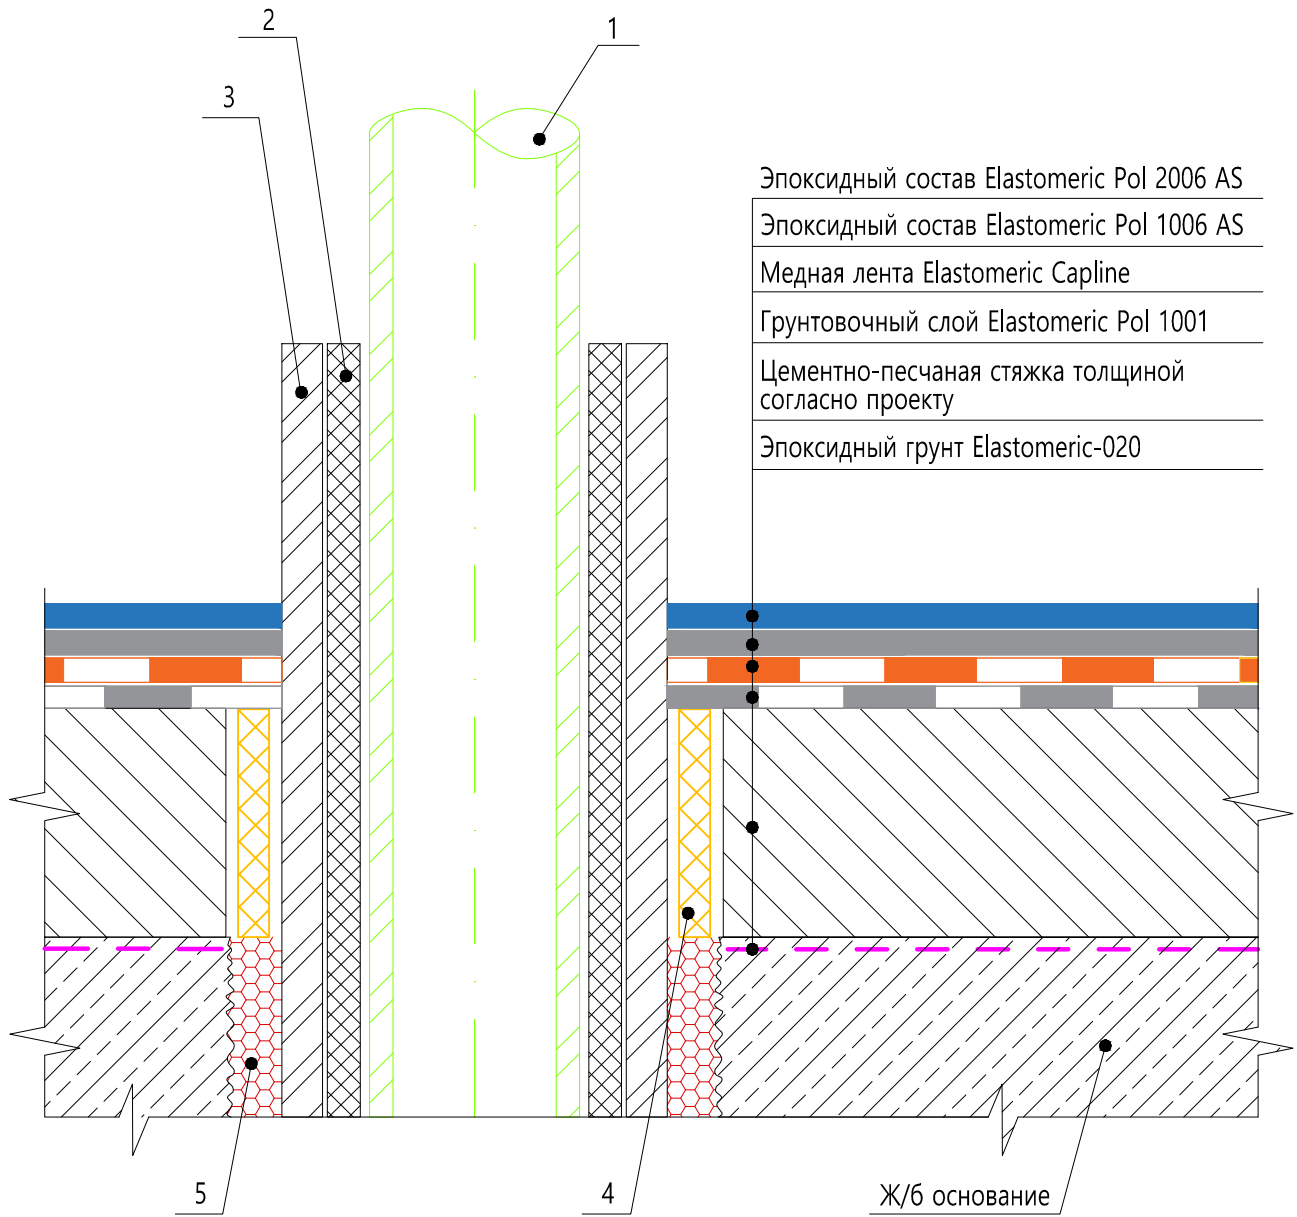 2
1
3
Эпоксидный состав Elastomeric Pol 2006 AS
Эпоксидный состав Elastomeric Pol 1006 AS
Медная лента Elastomeric Capline
Грунтовочный слой Elastomeric Pol 1001
Цементно-песчаная стяжка толщиной
согласно проекту
Эпоксидный грунт Elastomeric-020
5
4
Ж/б основание